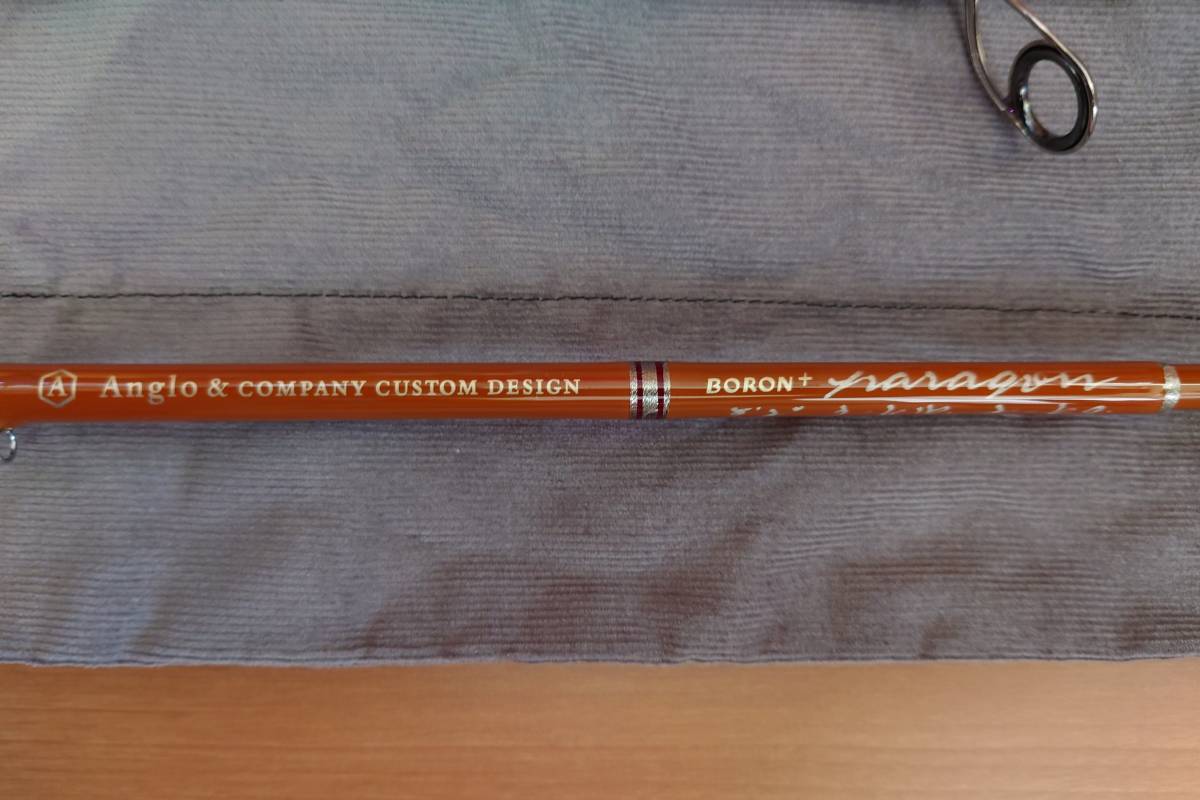 A Anglo & COMPANY CUSTOM DESIGN
BORON+ paragon